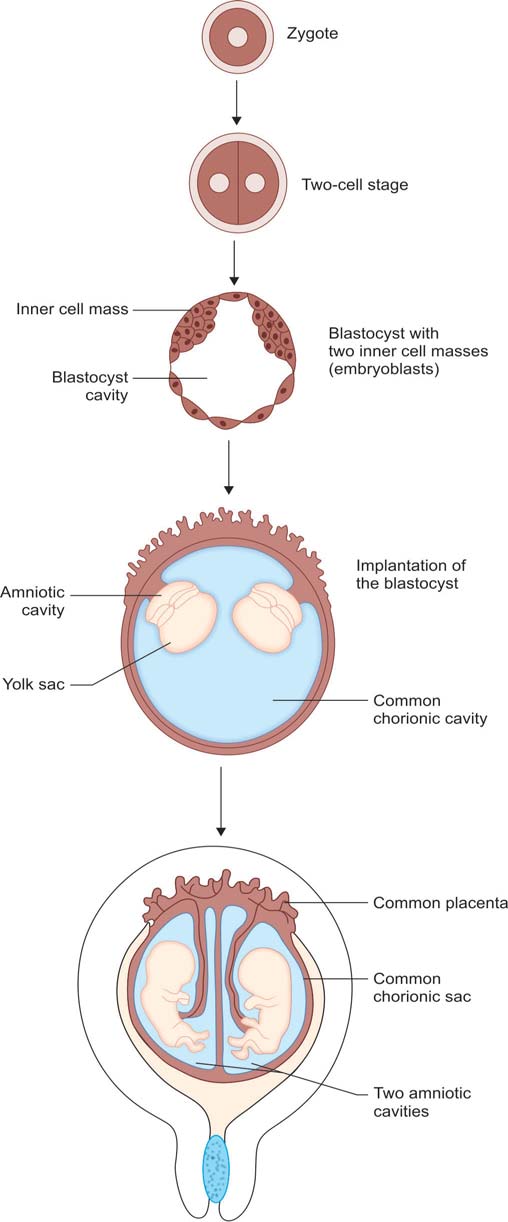 Zygote
Two-cell stage
Inner cell mass
Blastocyst with
two inner cell masses
(embryoblasts)
Blastocyst
cavity
Implantation of
the blastocyst
Amniotic
cavity
Yolk sac
Common
chorionic cavity
Common placenta
Common
chorionic sac
Two amniotic
cavities